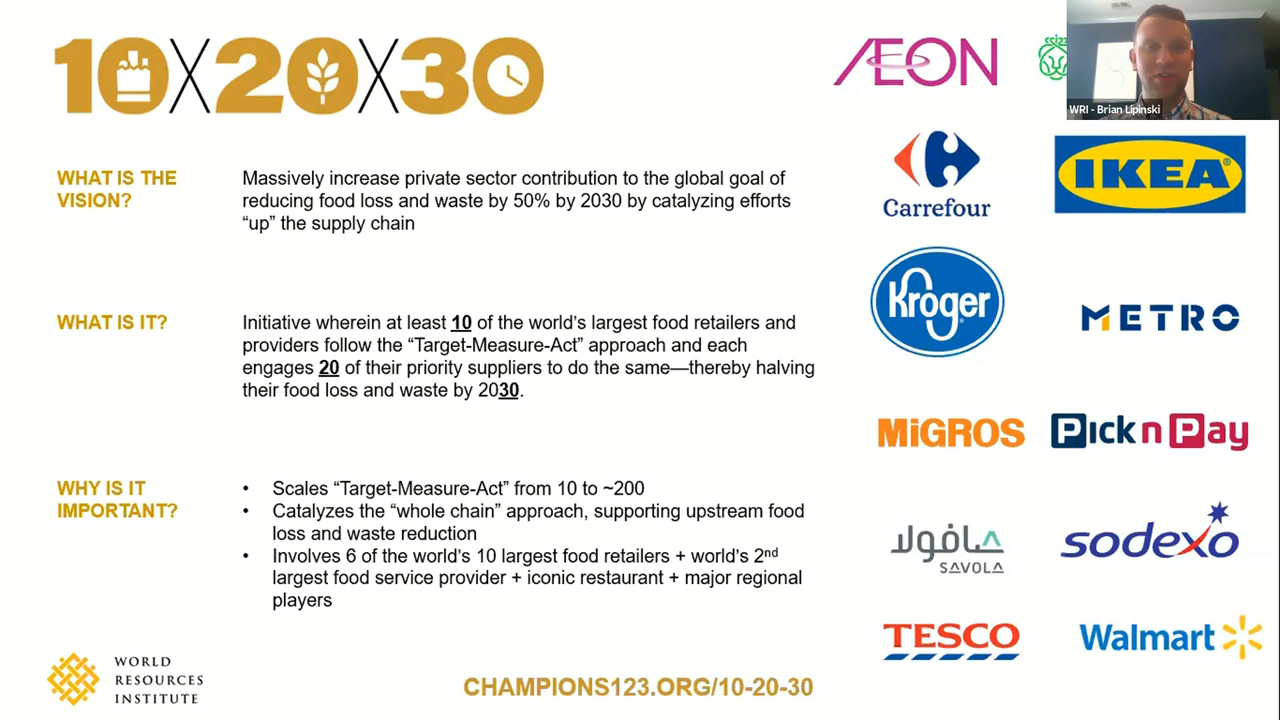 10X20X30
WHAT IS THE
VISION?
Massively increase private sector contribution to the global goal of
reducing food loss and waste by 50% by 2030 by catalyzing efforts
“up” the supply chain
WHAT IS IT?
Initiative wherein at least 10 of the world’s largest food retailers and
providers follow the “Target-Measure-Act” approach and each
engages 20 of their priority suppliers to do the same—thereby halving
their food loss and waste by 2030.
WHY IS IT
IMPORTANT?
• Scales “Target-Measure-Act” from 10 to ~200
• Catalyzes the “whole chain” approach, supporting upstream food
loss and waste reduction
• Involves 6 of the world’s 10 largest food retailers + world’s 2nd
largest food service provider + iconic restaurant + major regional
players
WORLD
RESOURCES
INSTITUTE
CHAMPIONS123.ORG/10-20-30
ÆON
WRI - Brian Lipinski
Carrefour
IKEA®
Kroger
METRO
MiGROS
Pick n Pay
صافولا
SAVOLA
sodexo
TESCO
Walmart